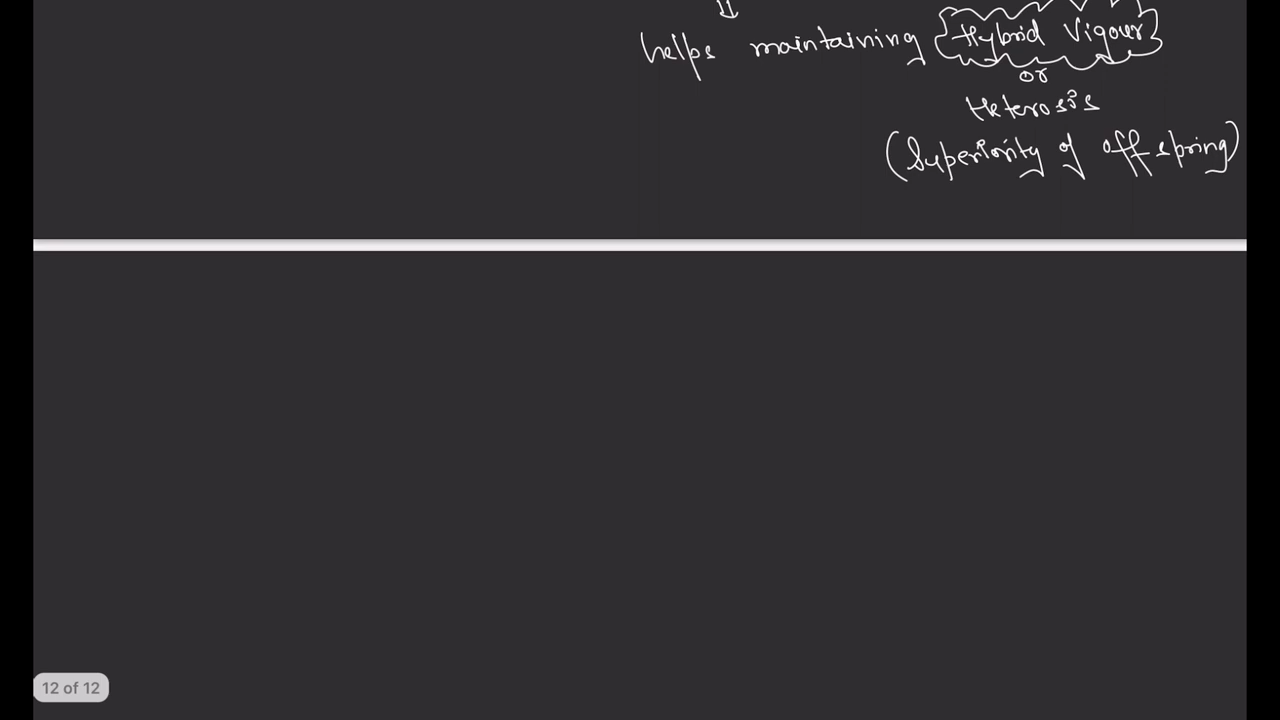 ⇓
helps maintaining Hybrid Vigour
or
Heterosis
(Superiority of offspring)
12 of 12